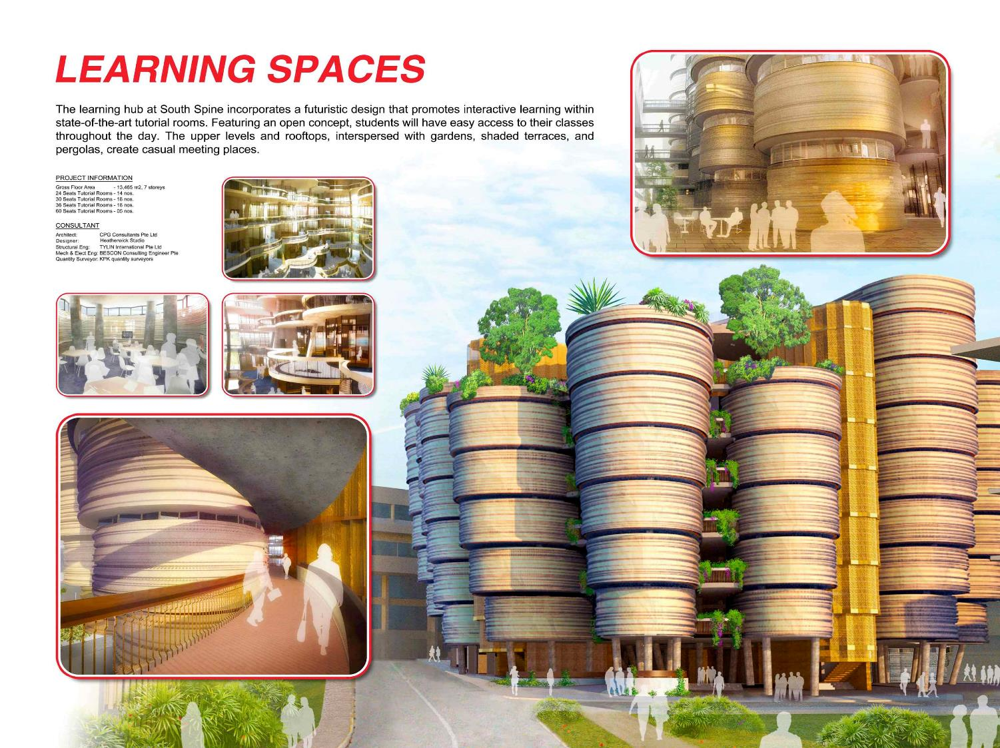 LEARNING SPACES
The learning hub at South Spine incorporates a futuristic design that promotes interactive learning within
state-of-the-art tutorial rooms. Featuring an open concept, students will have easy access to their classes
throughout the day. The upper levels and rooftops, interspersed with gardens, shaded terraces, and
pergolas, create casual meeting places.
PROJECT INFORMATION
Gross Floor Area - 13,465 m2, 7 storeys
24 Seats Tutorial Rooms - 14 nos.
30 Seats Tutorial Rooms - 18 nos.
36 Seats Tutorial Rooms - 18 nos.
60 Seats Tutorial Rooms - 05 nos.
CONSULTANT
Architect: CPG Consultants Pte Ltd
Designer: Heatherwick Studio
Structural Eng: TYLIN International Pte Ltd
Mech & Elect Eng: BESCON Consulting Engineer Pte
Quantity Surveyor: KPK quantity surveyors